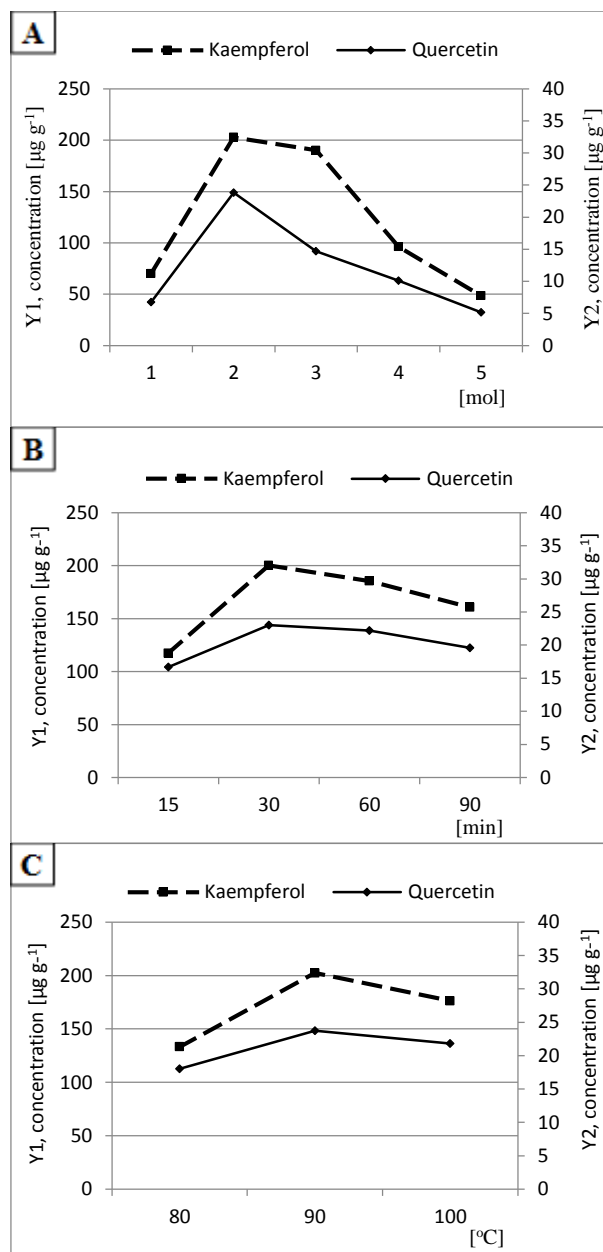 A
Kaempferol Quercetin
Y1, concentration [µg g-1]
250
200
150
100
50
0
40
35
30
25
20
15
10
5
0
Y2, concentration [µg g-1]
1 2 3 4 5
[mol]
B
Kaempferol Quercetin
Y1, concentration [µg g-1]
250
200
150
100
50
0
40
35
30
25
20
15
10
5
0
Y2, concentration [µg g-1]
15 30 60 90
[min]
C
Kaempferol Quercetin
Y1, concentration [µg g-1]
250
200
150
100
50
0
40
35
30
25
20
15
10
5
0
Y2, concentration [µg g-1]
80 90 100
[°C]